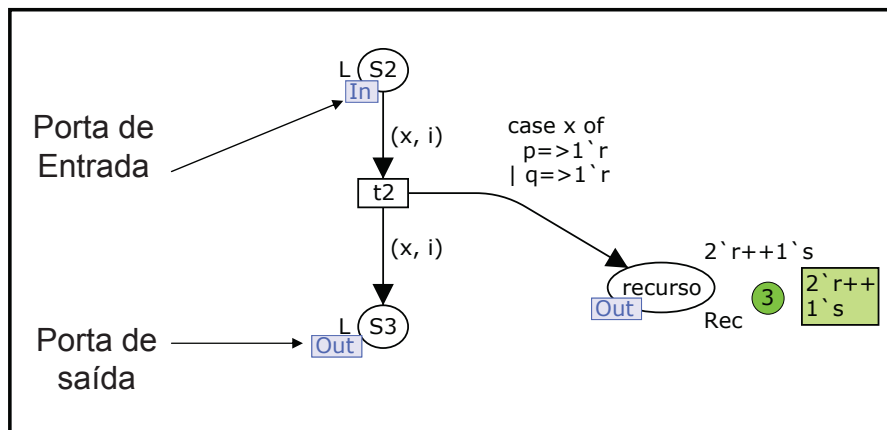 L
S2
In
Porta de
Entrada
(x, i)
case x of
p=>1`r
| q=>1`r
t2
(x, i)
2`r++1`s
recurso
3
2`r++
1`s
Out
Rec
Porta de
saída
L
S3
Out